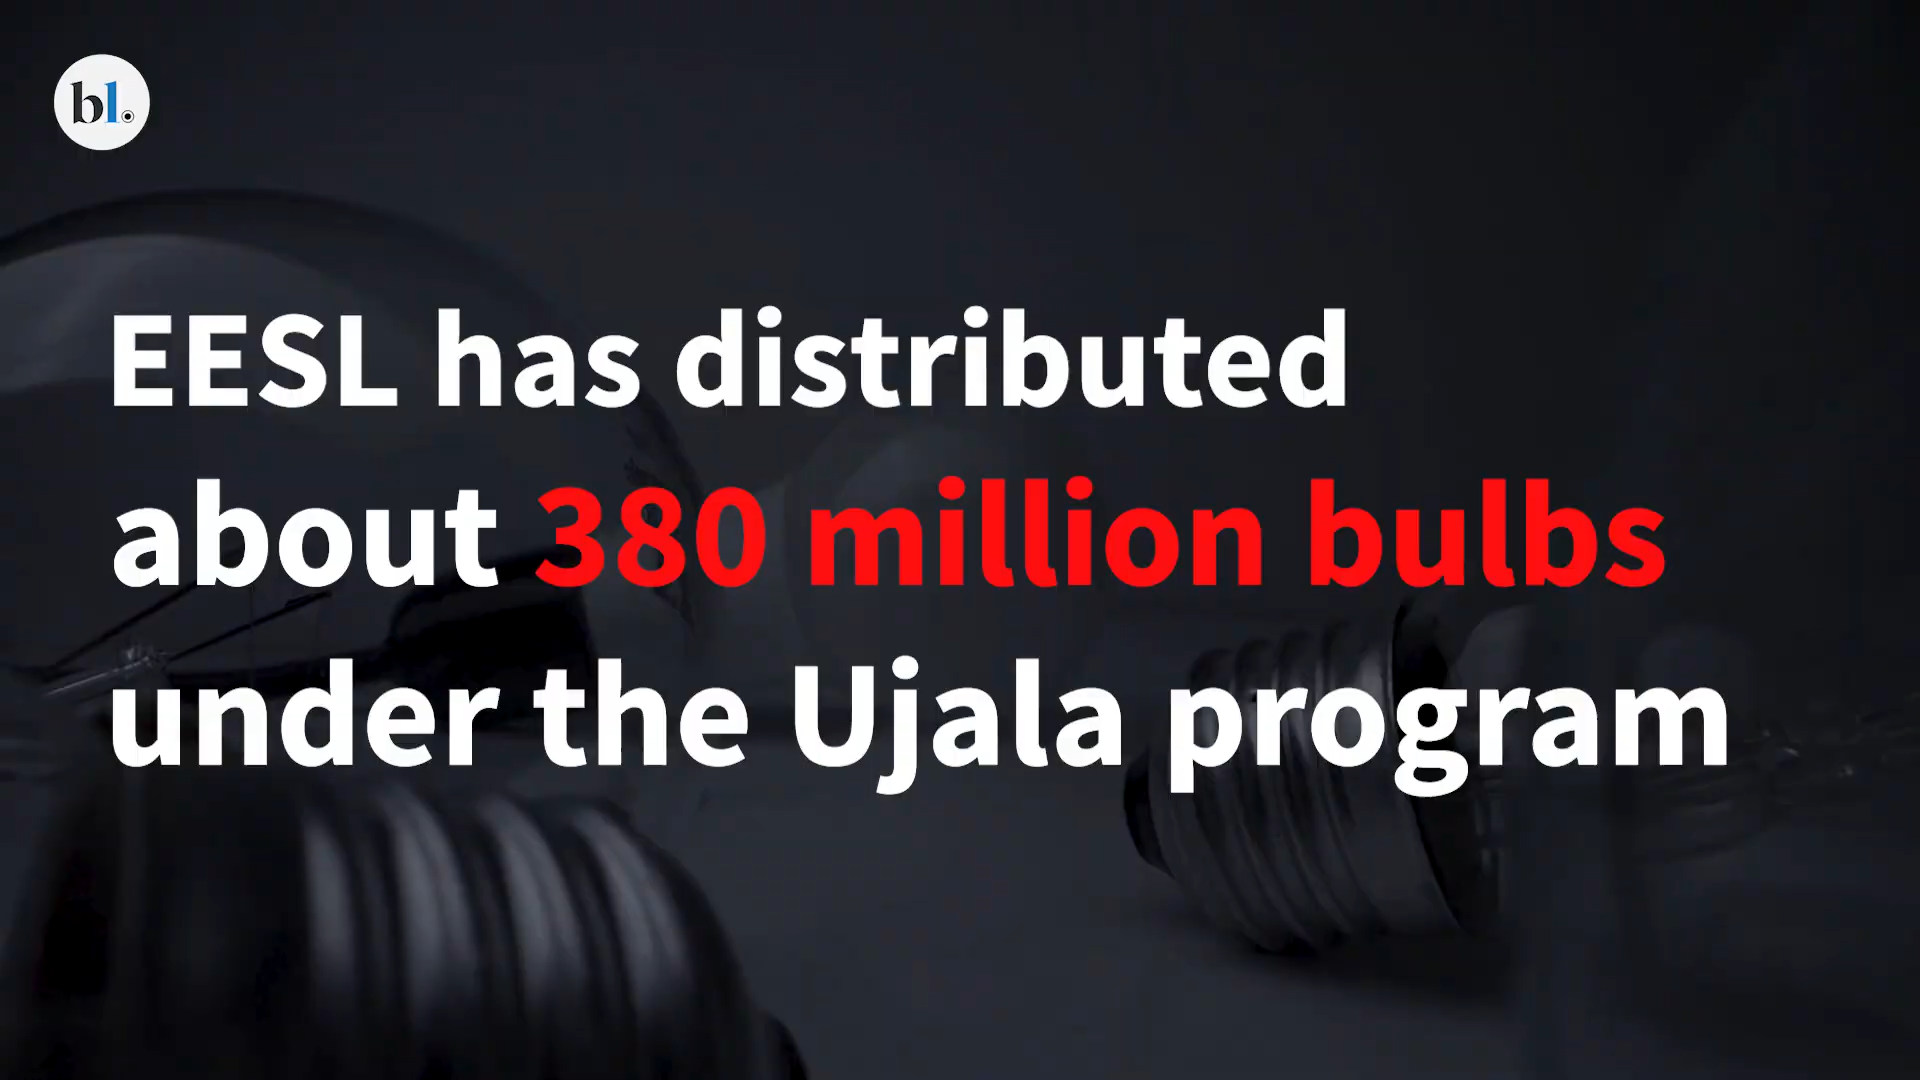 bl.
EESL has distributed
about 380 million bulbs
under the Ujala program